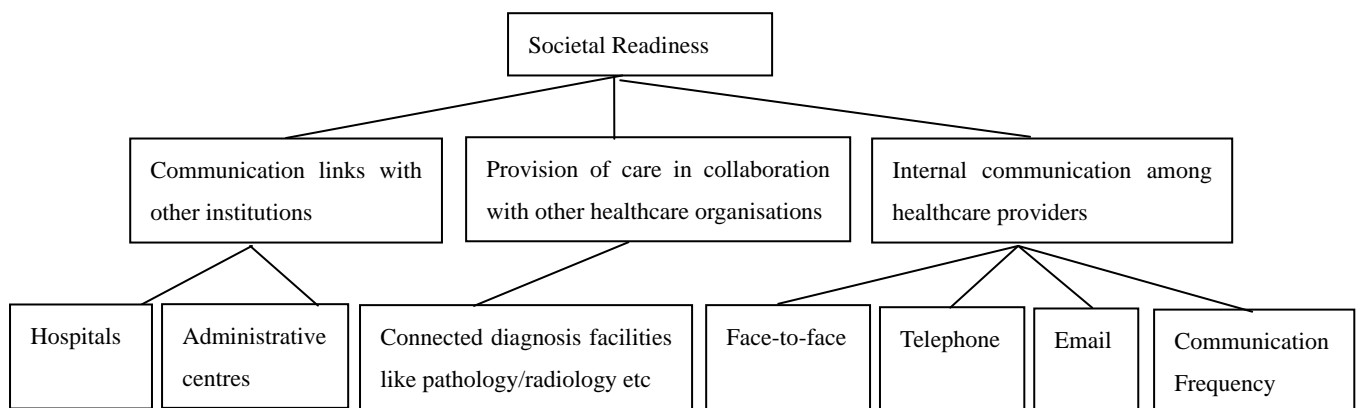 Societal Readiness
Communication links with
other institutions
Provision of care in collaboration
with other healthcare organisations
Internal communication among
healthcare providers
Hospitals
Administrative
centres
Connected diagnosis facilities
like pathology/radiology etc
Face-to-face
Telephone
Email
Communication
Frequency